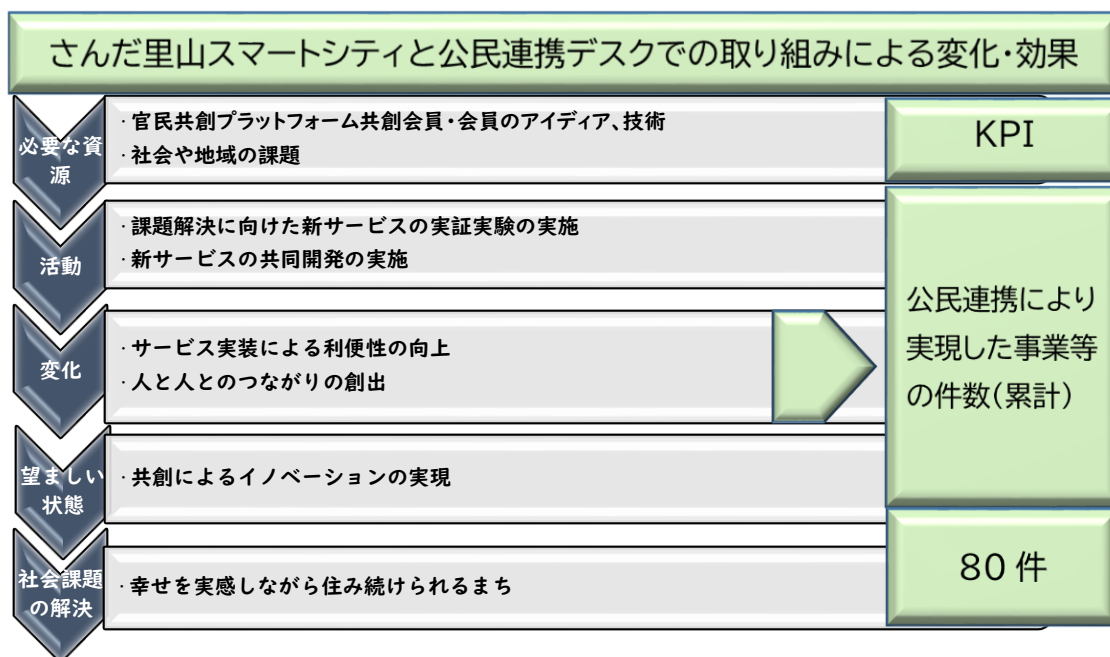 さんだ里山スマートシティと公民連携デスクでの取り組みによる変化・効果
必要な資
源
・官民共創プラットフォーム共創会員・会員のアイディア、技術
・社会や地域の課題
KPI
活動
・課題解決に向けた新サービスの実証実験の実施
・新サービスの共同開発の実施
変化
・サービス実装による利便性の向上
・人と人とのつながりの創出
公民連携により
実現した事業等
の件数(累計)
望ましい
状態
・共創によるイノベーションの実現
社会課題
の解決
・幸せを実感しながら住み続けられるまち
80件